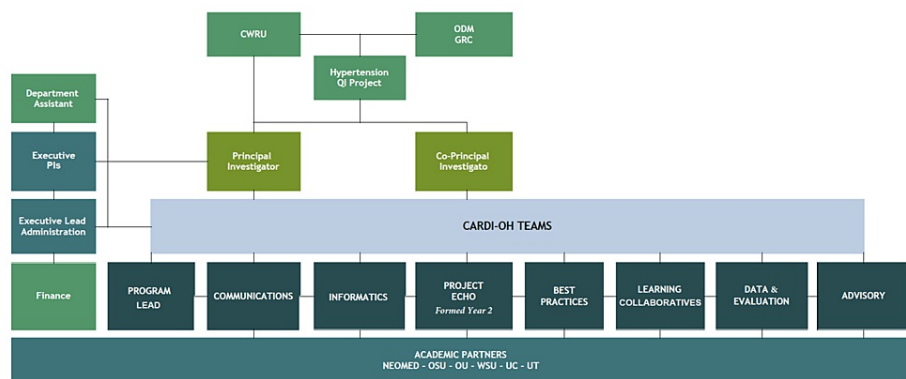 CWRU
ODM
GRC
Hypertension
QI Project
Department
Assistant
Executive
PIs
Principal
Investigator
Co-Principal
Investigato
Executive Lead
Administration
CARDI-OH TEAMS
Finance
PROGRAM
LEAD
COMMUNICATIONS
INFORMATICS
PROJECT
ECHO
Formed Year 2
BEST
PRACTICES
LEARNING
COLLABORATIVES
DATA &
EVALUATION
ADVISORY
ACADEMIC PARTNERS
NEOMED - OSU - OU - WSU - UC - UT